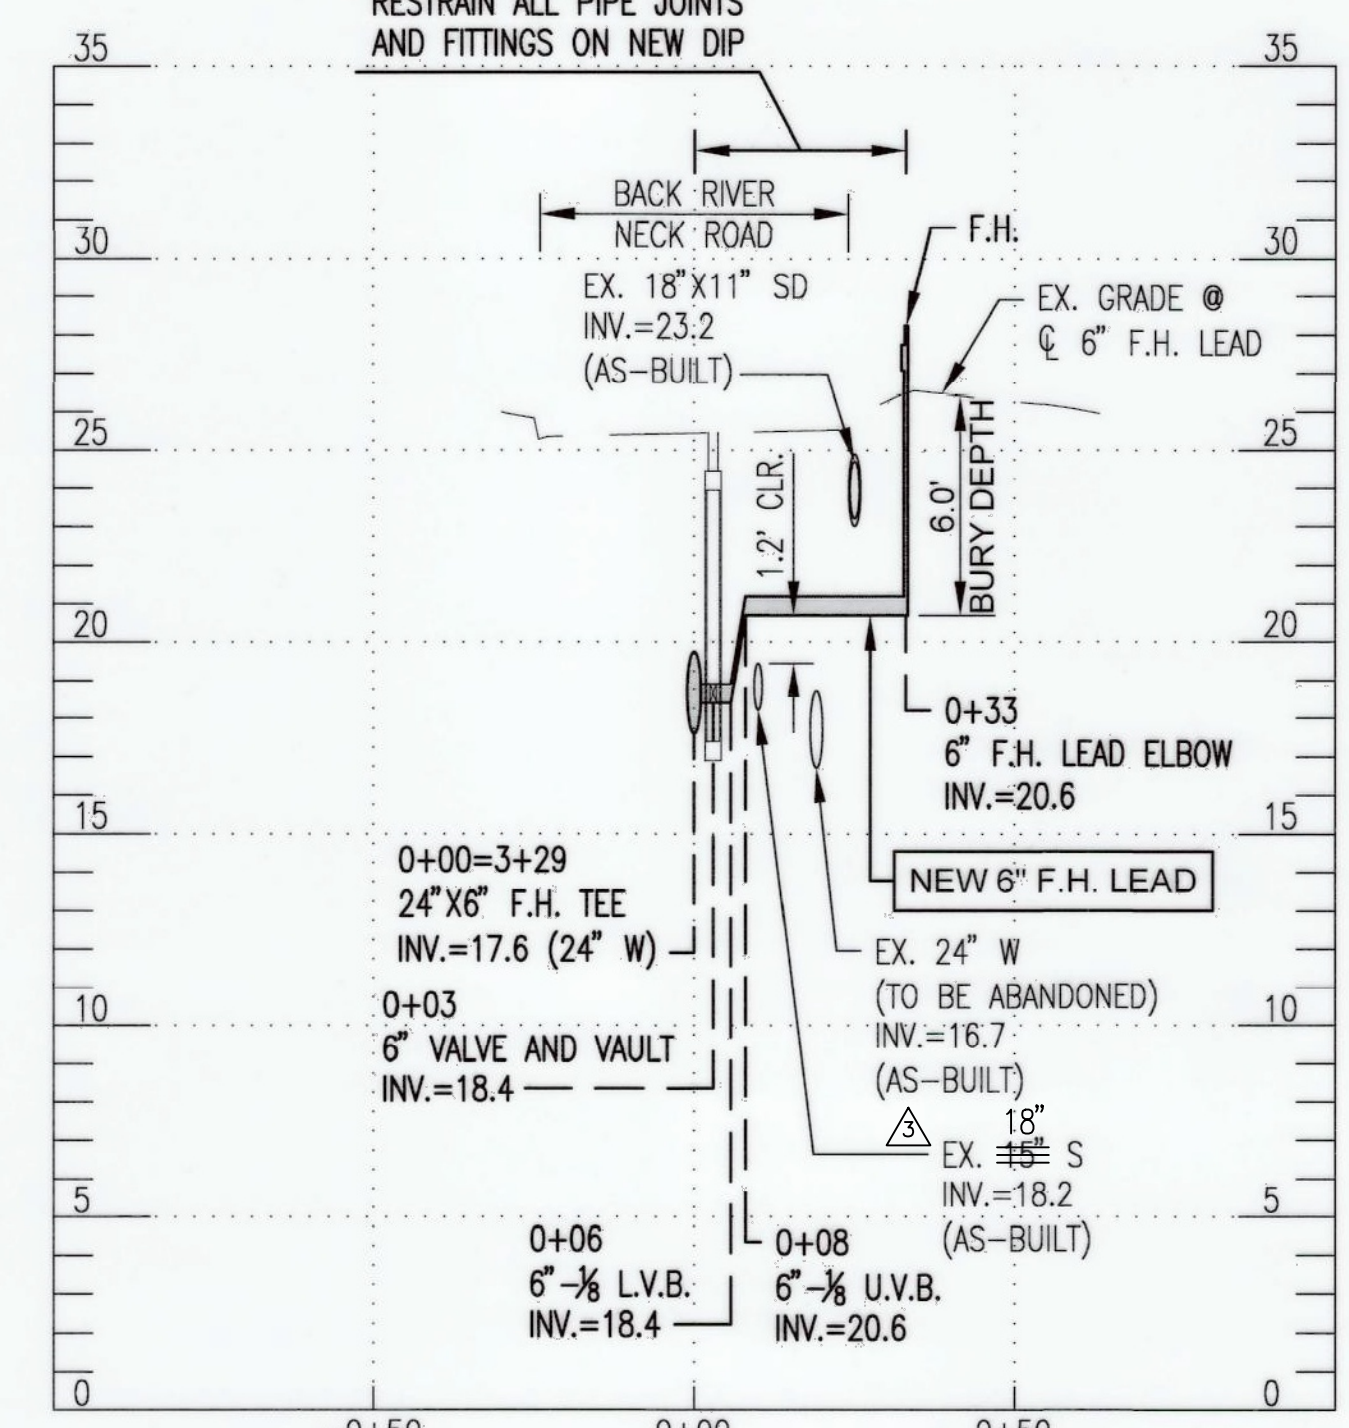 RESTRAIN ALL PIPE JOINTS
AND FITTINGS ON NEW DIP
35
35
BACK RIVER
NECK ROAD
F.H.
30
30
EX. 18"X11" SD
INV.=23.2
(AS-BUILT)
EX. GRADE @
℄ 6" F.H. LEAD
25
25
1.2' CLR.
6.0'
BURY DEPTH
20
20
0+33
6" F.H. LEAD ELBOW
INV.=20.6
15
15
0+00=3+29
24"X6" F.H. TEE
INV.=17.6 (24" W)
NEW 6" F.H. LEAD
EX. 24" W
(TO BE ABANDONED)
INV.=16.7
(AS-BUILT)
0+03
6" VALVE AND VAULT
INV.=18.4
10
10
3
18"
EX. 15" S
INV.=18.2
(AS-BUILT)
5
5
0+06
6"-⅛ L.V.B.
INV.=18.4
0+08
6"-⅛ U.V.B.
INV.=20.6
0
0
0+50
0+00
0+50